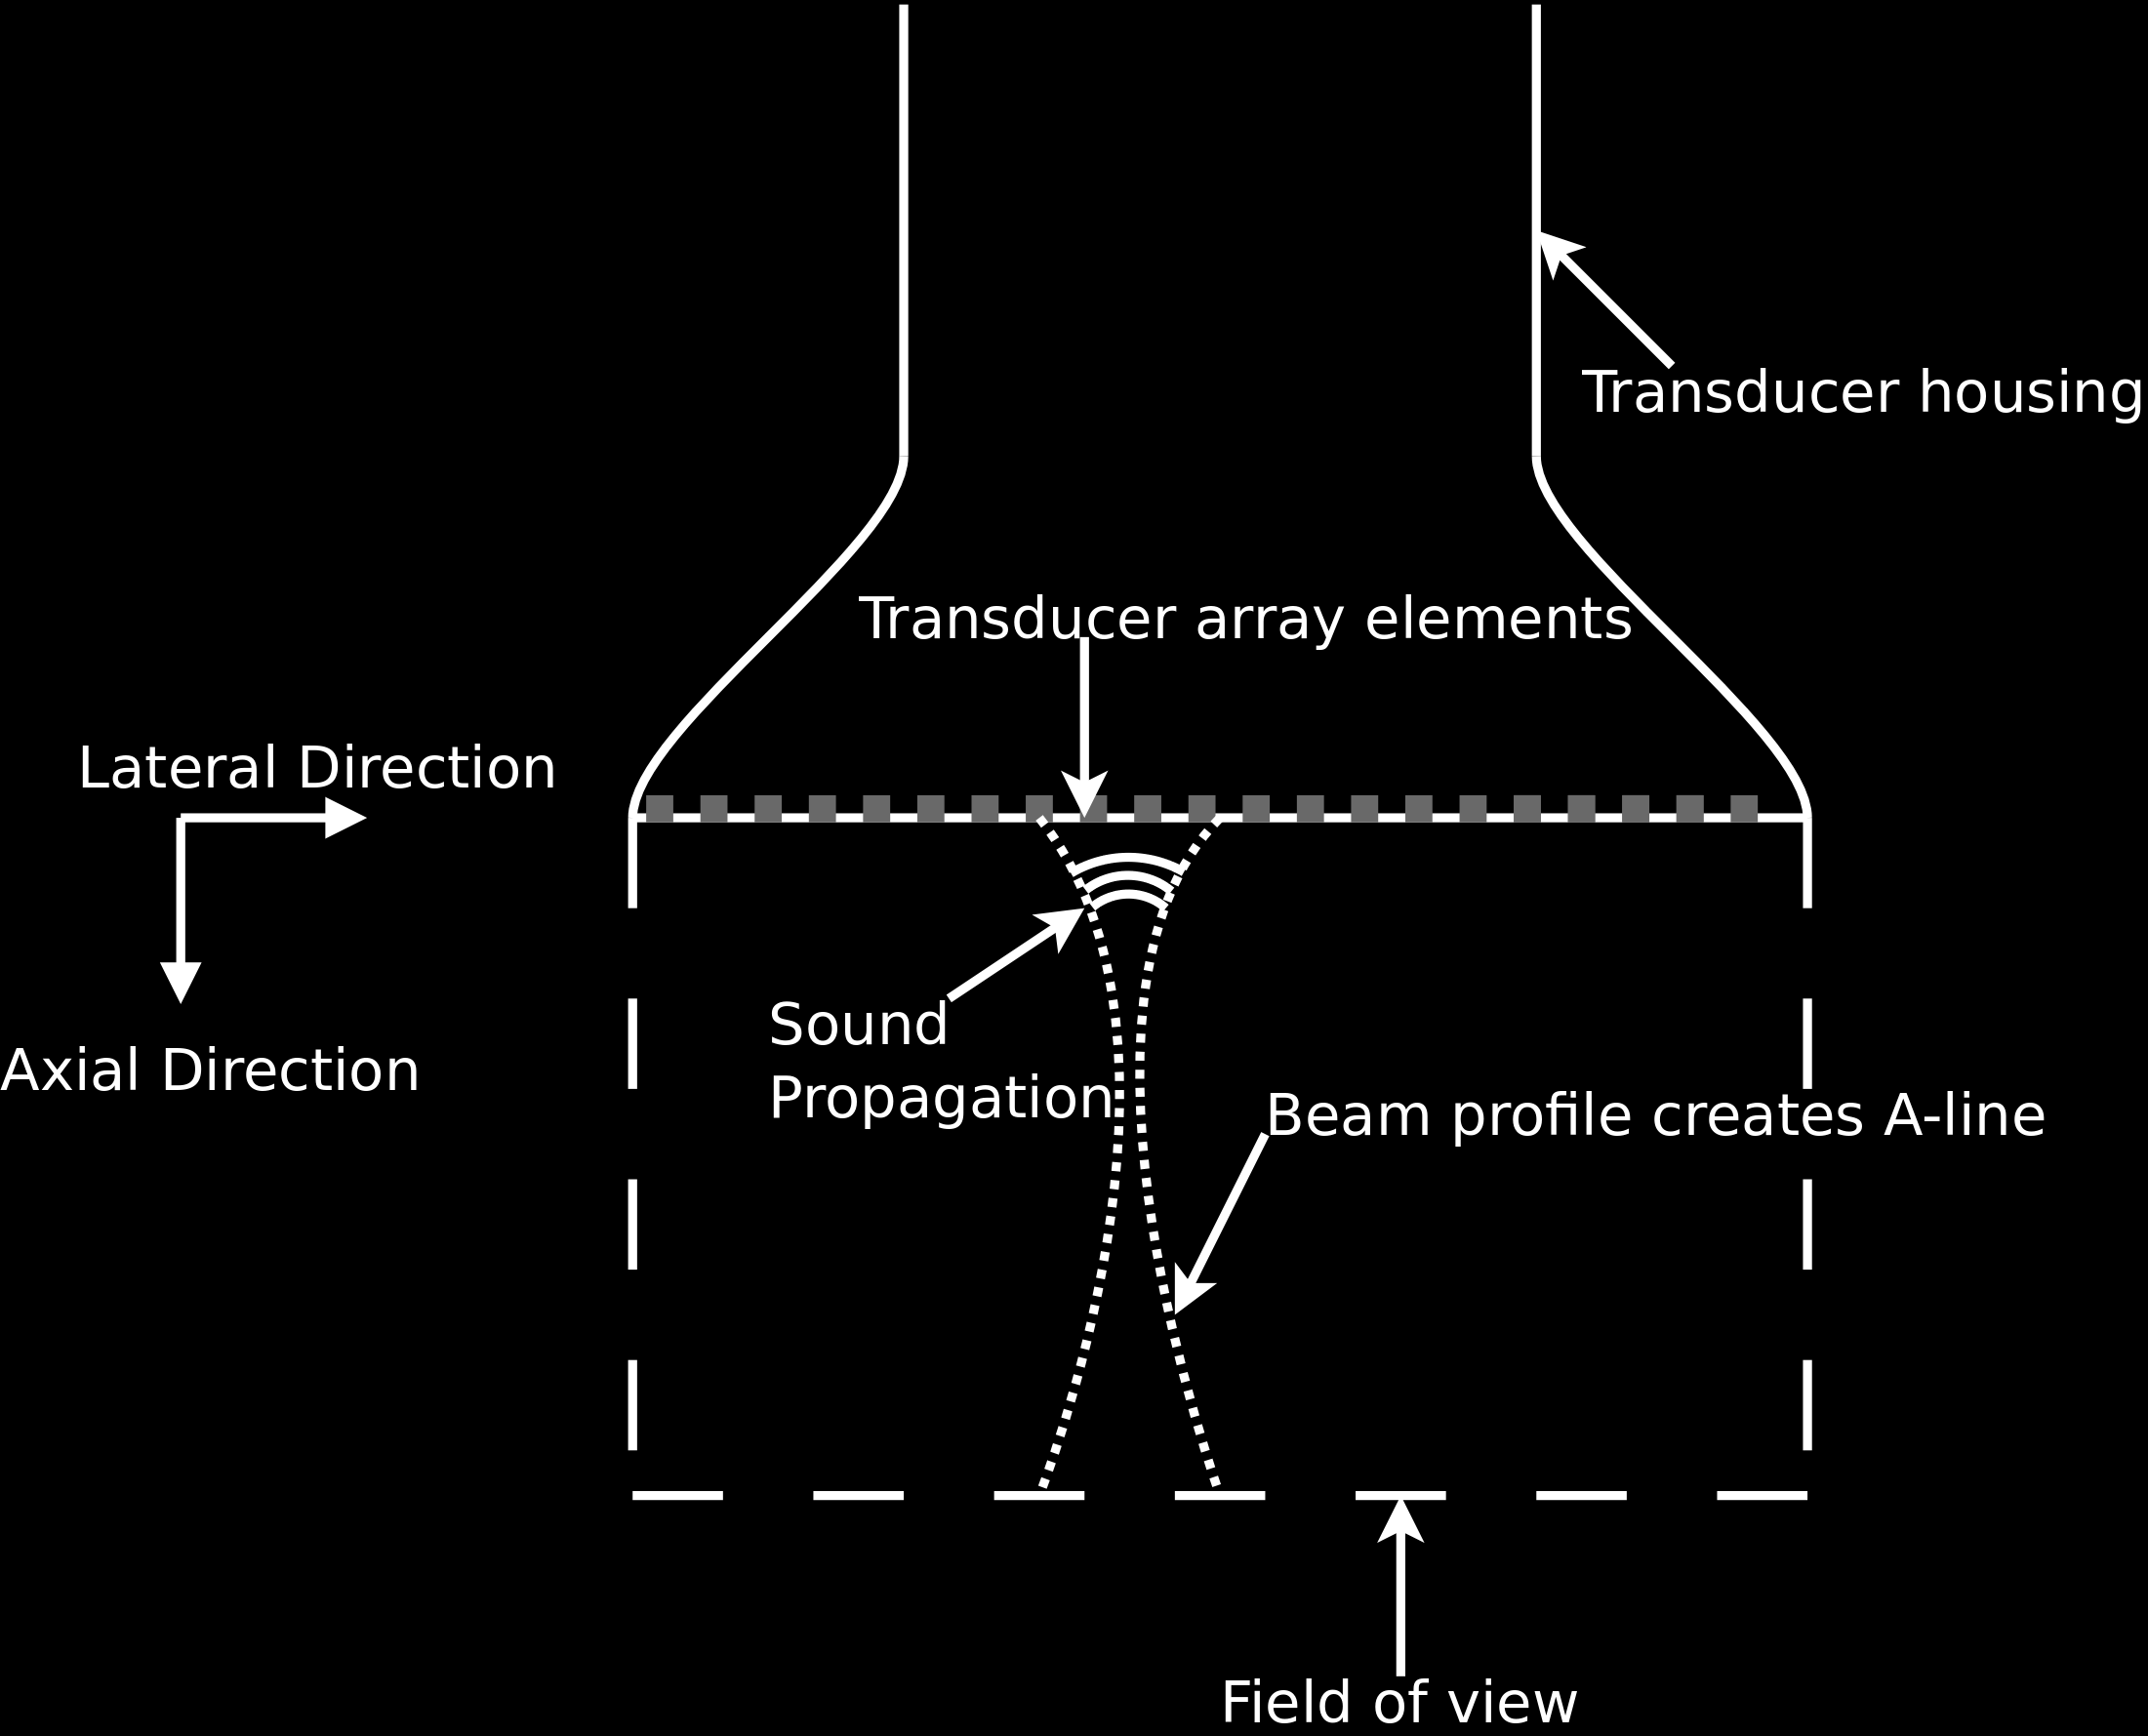 Transducer housing
Transducer array elements
Lateral Direction
Axial Direction
Sound
Propagation
Beam profile creates A-line
Field of view